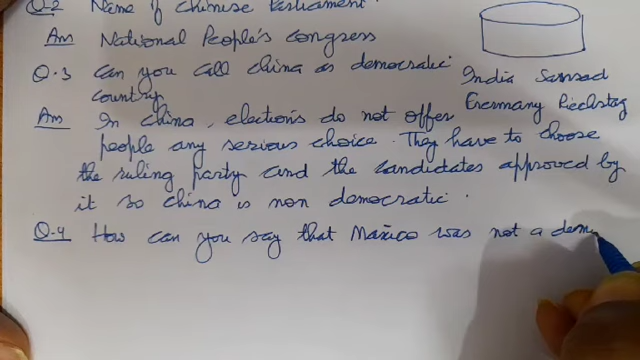 Q.2 Name of Chinese Parliament
Ans National People's congress
Q.3 Can you call China as democratic
country
India Sansad
Germany Reichstag
Ans In China, elections do not offer
people any serious choice. They have to choose
the ruling party and the candidates approved by
it so China is non democratic.
Q.4 How can you say that Maxico was not a dem